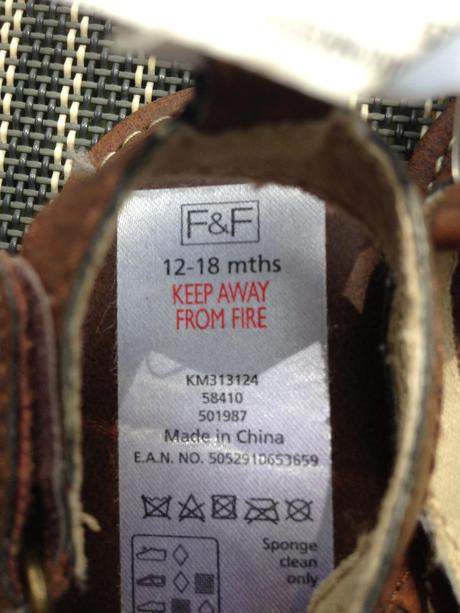 F&F
12-18 mths
KEEP AWAY
FROM FIRE
KM313124
58410
501987
Made in China
E.A.N. NO. 5052910653659
Sponge
clean
only